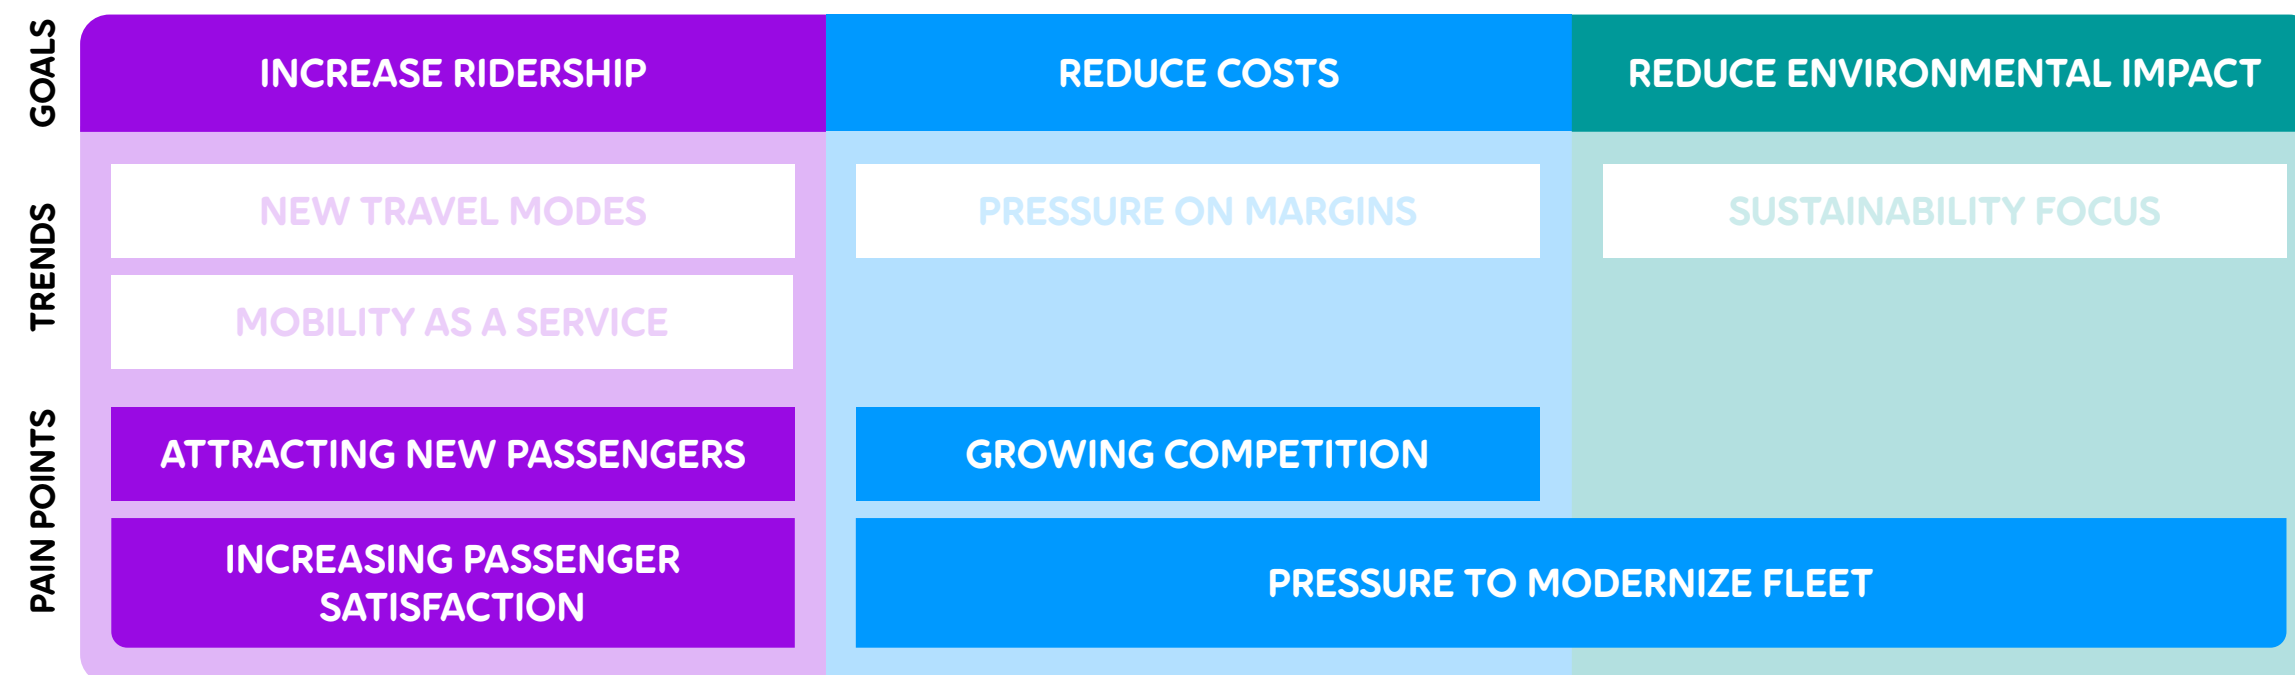 GOALS
INCREASE RIDERSHIP
REDUCE COSTS
REDUCE ENVIRONMENTAL IMPACT
TRENDS
NEW TRAVEL MODES
PRESSURE ON MARGINS
SUSTAINABILITY FOCUS
MOBILITY AS A SERVICE
PAIN POINTS
ATTRACTING NEW PASSENGERS
GROWING COMPETITION
INCREASING PASSENGER
SATISFACTION
PRESSURE TO MODERNIZE FLEET